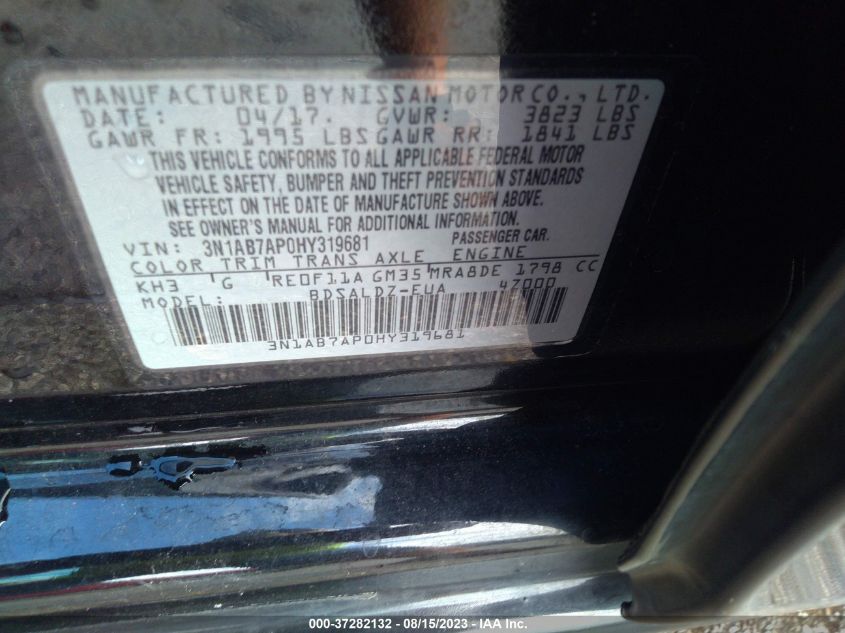 MANUFACTURED BY NISSAN MOTOR CO., LTD.
DATE: 04/17. GVWR: 3823 LBS
GAWR FR: 1995 LBS GAWR RR: 1841 LBS
THIS VEHICLE CONFORMS TO ALL APPLICABLE FEDERAL MOTOR
VEHICLE SAFETY, BUMPER AND THEFT PREVENTION STANDARDS
IN EFFECT ON THE DATE OF MANUFACTURE SHOWN ABOVE.
SEE OWNER'S MANUAL FOR ADDITIONAL INFORMATION.
VIN: 3N1AB7AP0HY319681 PASSENGER CAR.
COLOR TRIM TRANS AXLE ENGINE
KH3 G RE0F11A GM35 MRA8DE 1798 CC
MODEL: BDSALDZ-EUA 47000
3N1AB7AP0HY319681
000-37282132 - 08/15/2023 - © IAA Inc.